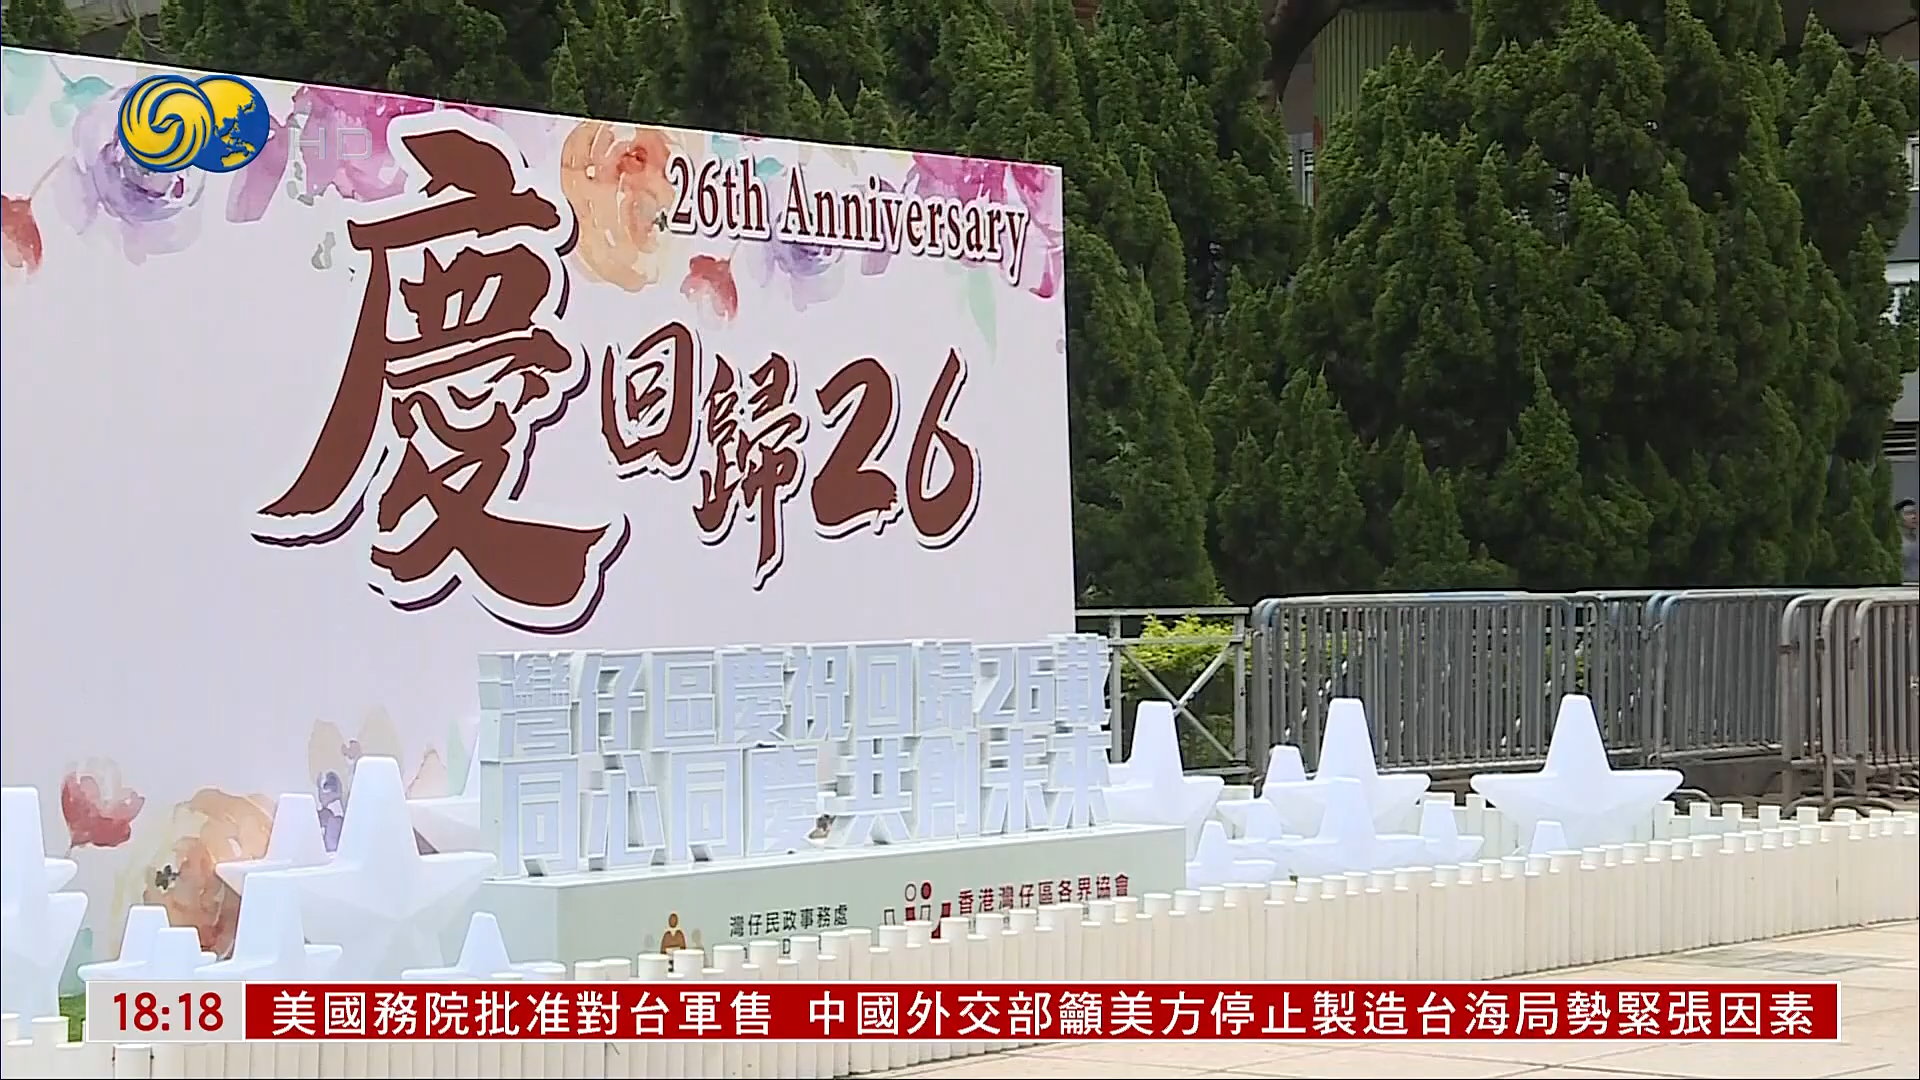 HD
26th Anniversary
慶回歸26
灣仔區慶祝回歸26載
同心同慶 共創未來
灣仔民政事務處
香港灣仔區各界協會
18:18
美國務院批准對台軍售 中國外交部籲美方停止製造台海局勢緊張因素